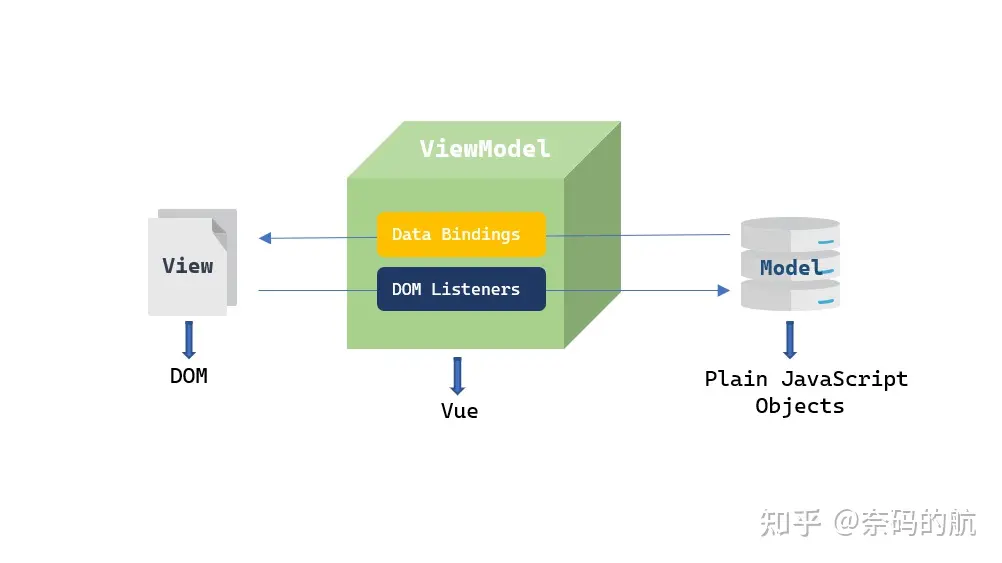 ViewModel
Data Bindings
View
Model
DOM Listeners
DOM
Plain JavaScript
Objects
Vue
知乎 @奈码的航